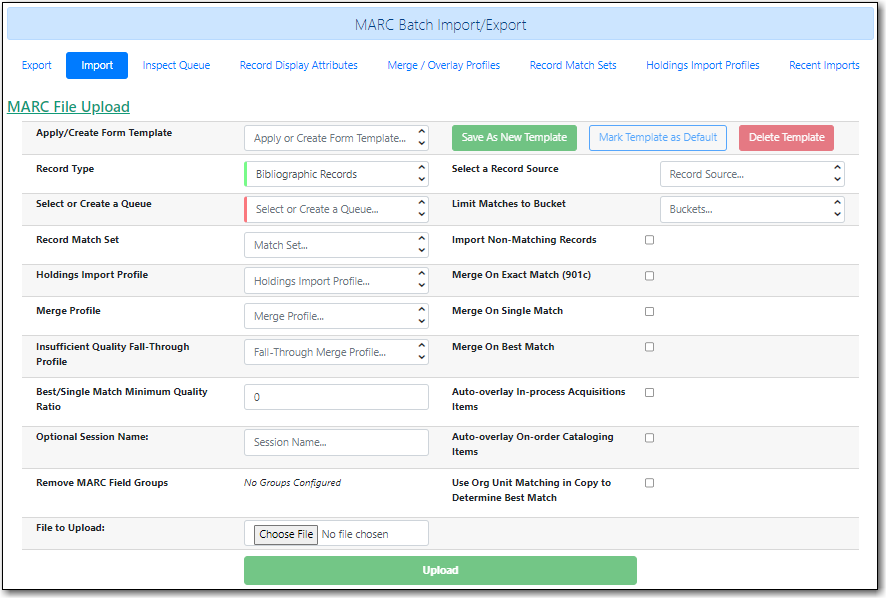 MARC Batch Import/Export
Export Import Inspect Queue Record Display Attributes Merge / Overlay Profiles Record Match Sets Holdings Import Profiles Recent Imports
MARC File Upload
Apply/Create Form Template Apply or Create Form Template... Save As New Template Mark Template as Default Delete Template
Record Type Bibliographic Records Select a Record Source Record Source...
Select or Create a Queue Select or Create a Queue... Limit Matches to Bucket Buckets...
Record Match Set Match Set... Import Non-Matching Records
Holdings Import Profile Holdings Import Profile... Merge On Exact Match (901c)
Merge Profile Merge Profile... Merge On Single Match
Insufficient Quality Fall-Through
Profile
Fall-Through Merge Profile... Merge On Best Match
Best/Single Match Minimum Quality
Ratio
0
Auto-overlay In-process Acquisitions
Items
Optional Session Name: Session Name...
Auto-overlay On-order Cataloging
Items
Remove MARC Field Groups No Groups Configured
Use Org Unit Matching in Copy to
Determine Best Match
File to Upload: Choose File No file chosen
Upload